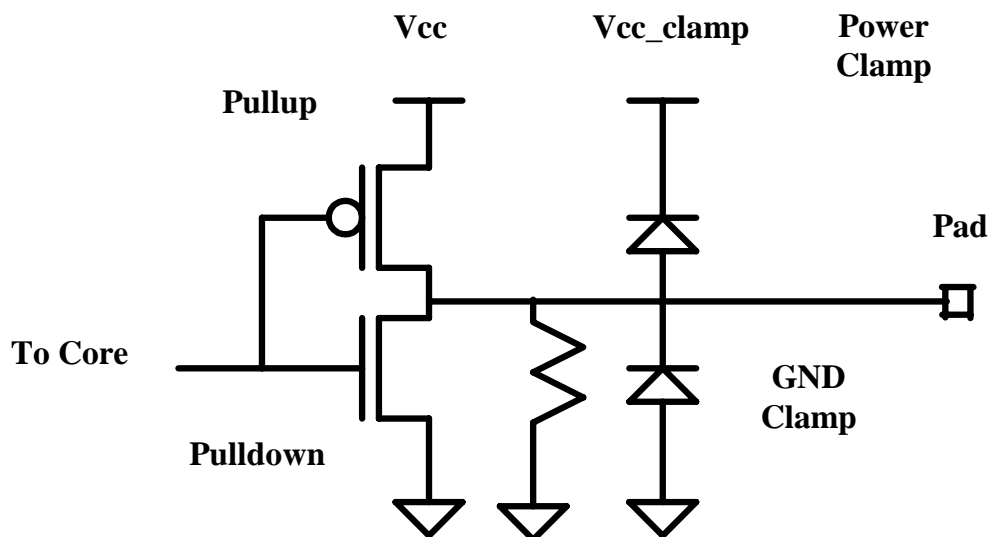 Vcc
Vcc_clamp
Power
Clamp
Pullup
Pad
To Core
GND
Clamp
Pulldown